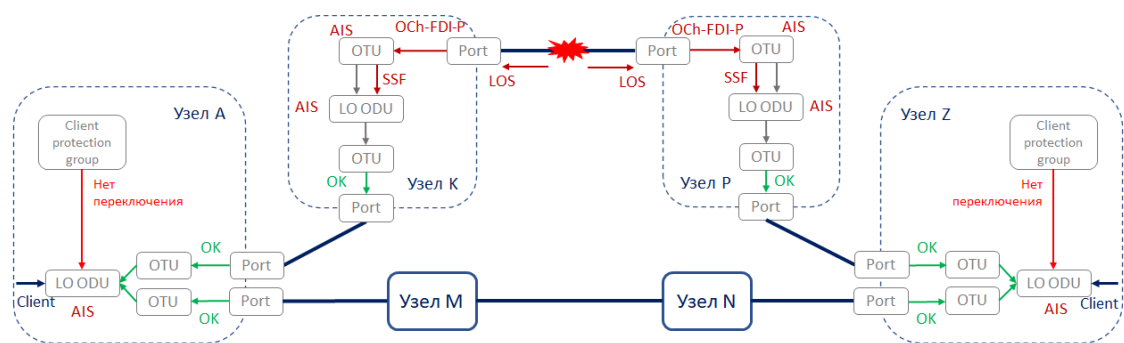 AIS
OCh-FDI-P
OTU
Port
SSF
LOS
AIS
LO ODU
OTU
OK
Узел K
Port
OCh-FDI-P
AIS
Port
OTU
LOS
SSF
LO ODU
AIS
OTU
OK
Узел P
Port
Узел A
Client
protection
group
Нет
переключения
OK
OTU
Port
LO ODU
Client
AIS
OTU
Port
OK
Узел M
Узел N
Узел Z
Client
protection
group
Нет
переключения
OK
Port
OTU
LO ODU
Client
AIS
Port
OTU
OK